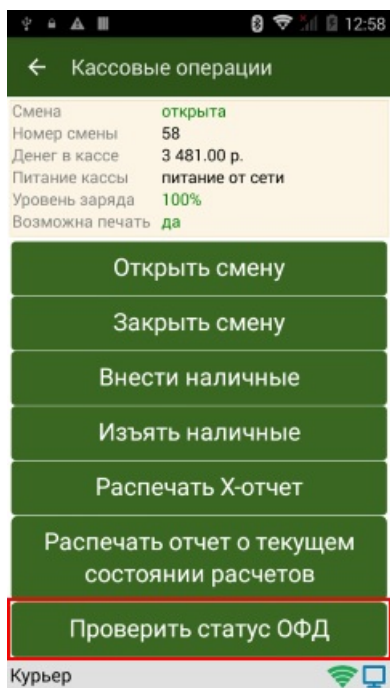 12:58
Кассовые операции
Смена открыта
Номер смены 58
Денег в кассе 3 481.00 р.
Питание кассы питание от сети
Уровень заряда 100%
Возможна печать да
Открыть смену
Закрыть смену
Внести наличные
Изъять наличные
Распечать Х-отчет
Распечать отчет о текущем
состоянии расчетов
Проверить статус ОФД
Курьер